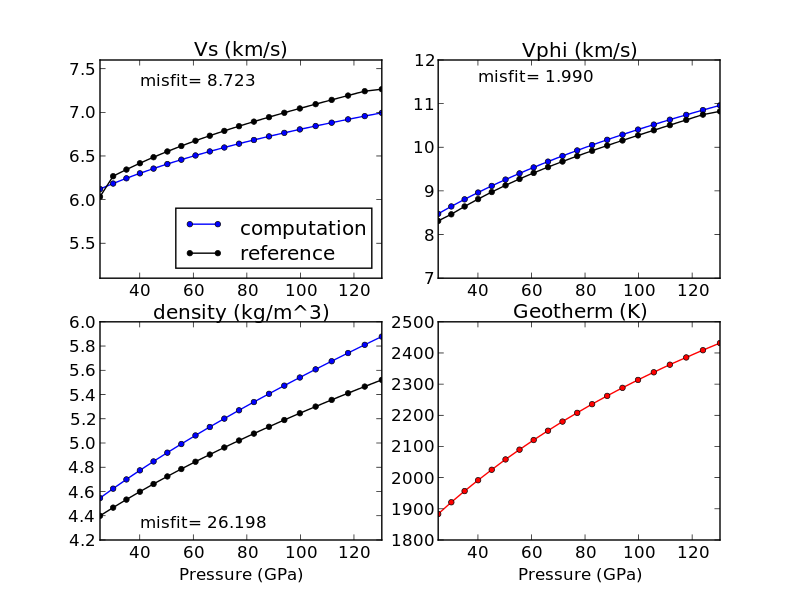 Vs (km/s)
7.5
7.0
6.5
6.0
5.5
misfit= 8.723
computation
reference
40 60 80 100 120
Vphi (km/s)
12
11
10
9
8
7
misfit= 1.990
40 60 80 100 120
density (kg/m^3)
6.0
5.8
5.6
5.4
5.2
5.0
4.8
4.6
4.4
4.2
misfit= 26.198
40 60 80 100 120
Pressure (GPa)
Geotherm (K)
2500
2400
2300
2200
2100
2000
1900
1800
40 60 80 100 120
Pressure (GPa)